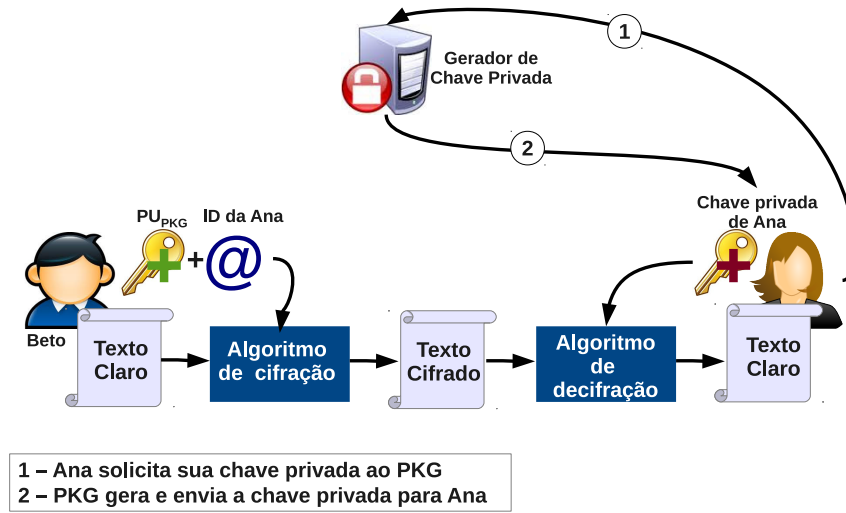 1
Gerador de
Chave Privada
2
PU_PKG
ID da Ana
Chave privada
de Ana
+
@
Beto
Texto
Claro
Algoritmo
de cifração
Texto
Cifrado
Algoritmo
de
decifração
Texto
Claro
1 – Ana solicita sua chave privada ao PKG
2 – PKG gera e envia a chave privada para Ana